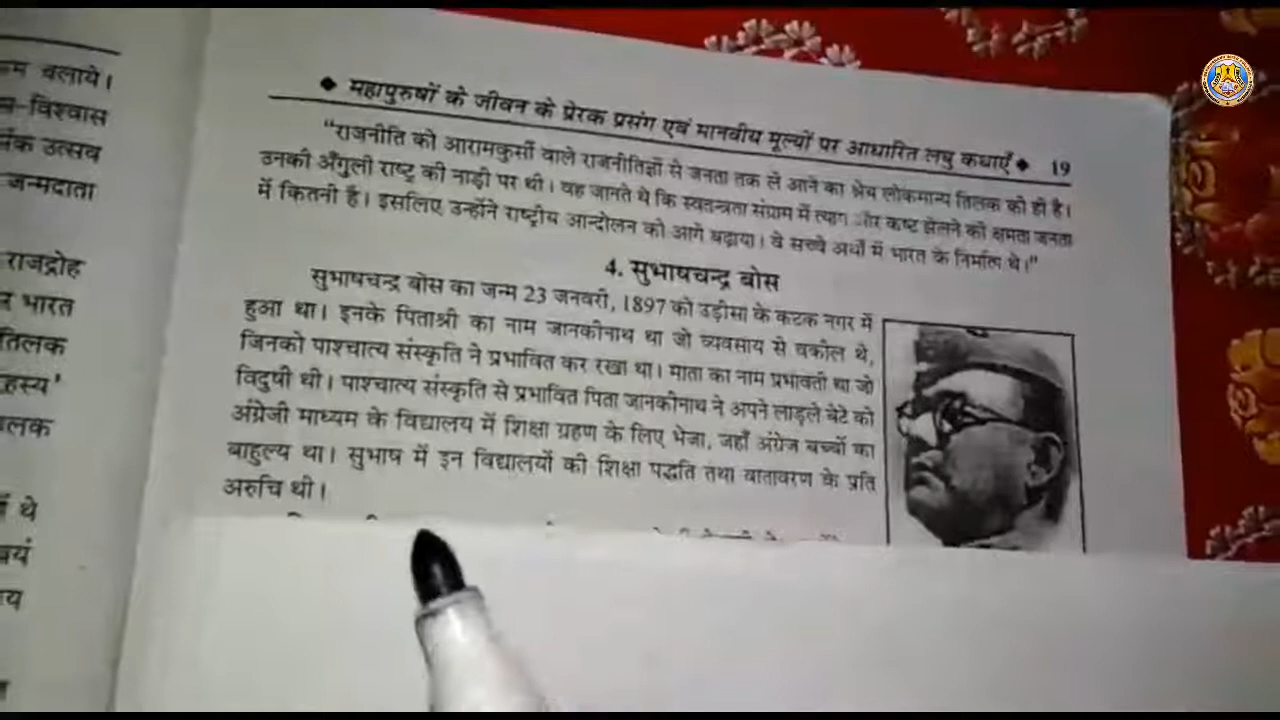 म चलाये।
विश्वास
क उत्सव
जन्मदाता
राजद्रोह
भारत
तिलक
हस्य'
लक
थे
वयं
य
◆ महापुरुषों के जीवन के प्रेरक प्रसंग एवं मानवीय मूल्यों पर आधारित लघु कथाएँ ◆ 19
"राजनीति को आरामकुर्सी वाले राजनीतिज्ञों से जनता तक ले आने का श्रेय लोकमान्य तिलक को ही है।
उनकी अँगुली राष्ट्र की नाड़ी पर थी। वह जानते थे कि स्वतन्त्रता संग्राम में त्याग और कष्ट झेलने की क्षमता जनता
में कितनी है। इसलिए उन्होंने राष्ट्रीय आन्दोलन को आगे बढ़ाया। वे सच्चे अर्थों में भारत के थे।"
4. सुभाषचन्द्र बोस
सुभाषचन्द्र बोस का जन्म 23 जनवरी, 1897 को उड़ीसा के कटक नगर में
हुआ था। इनके पिताश्री का नाम जानकीनाथ था जो व्यवसाय से वकील थे,
जिनको पाश्चात्य संस्कृति ने प्रभावित कर रखा था। माता का नाम प्रभावती था जो
विदुषी थी। पाश्चात्य संस्कृति से प्रभावित पिता जानकीनाथ ने अपने लाड़ले बेटे को
अंग्रेजी माध्यम के विद्यालय में शिक्षा ग्रहण के लिए भेजा, जहाँ अंग्रेज बच्चों का
बाहुल्य था। सुभाष में इन विद्यालयों की शिक्षा पद्धति तथा वातावरण के प्रति
अरुचि थी।